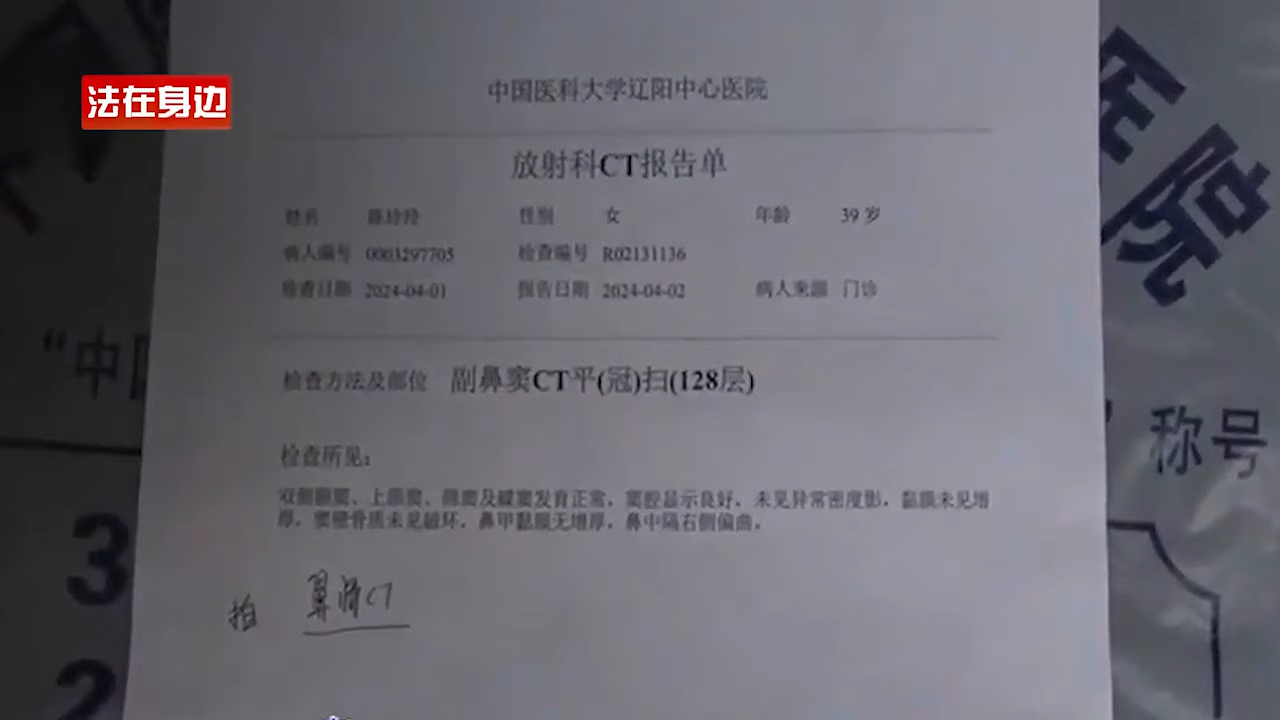 法在身边
中国医科大学辽阳中心医院
放射科CT报告单
姓名 性别 女 年龄 39岁
病人编号 0003297705 检查编号 R02131136
检查日期 2024-04-01 报告日期 2024-04-02 病人来源 门诊
检查方法及部位 副鼻窦CT平(冠)扫(128层)
检查所见:
双侧额窦、上颌窦、筛窦及蝶窦发育正常,窦腔显示良好,未见异常密度影,黏膜未见增
厚,窦壁骨质未见破坏,鼻甲黏膜无增厚,鼻中隔右侧偏曲。
拍 鼻骨CT
医院
“中国
称号
3
2